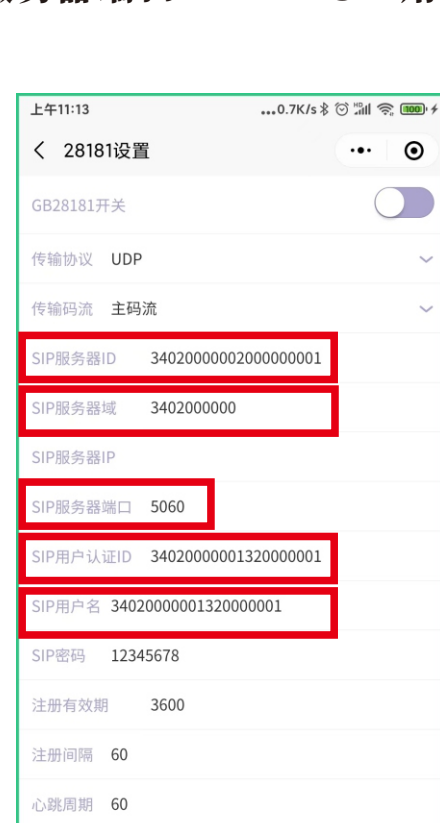 上午11:13 ...0.7K/s HD 100
28181设置
GB28181开关
传输协议 UDP
传输码流 主码流
SIP服务器ID 34020000002000000001
SIP服务器域 3402000000
SIP服务器IP
SIP服务器端口 5060
SIP用户认证ID 34020000001320000001
SIP用户名 34020000001320000001
SIP密码 12345678
注册有效期 3600
注册间隔 60
心跳周期 60